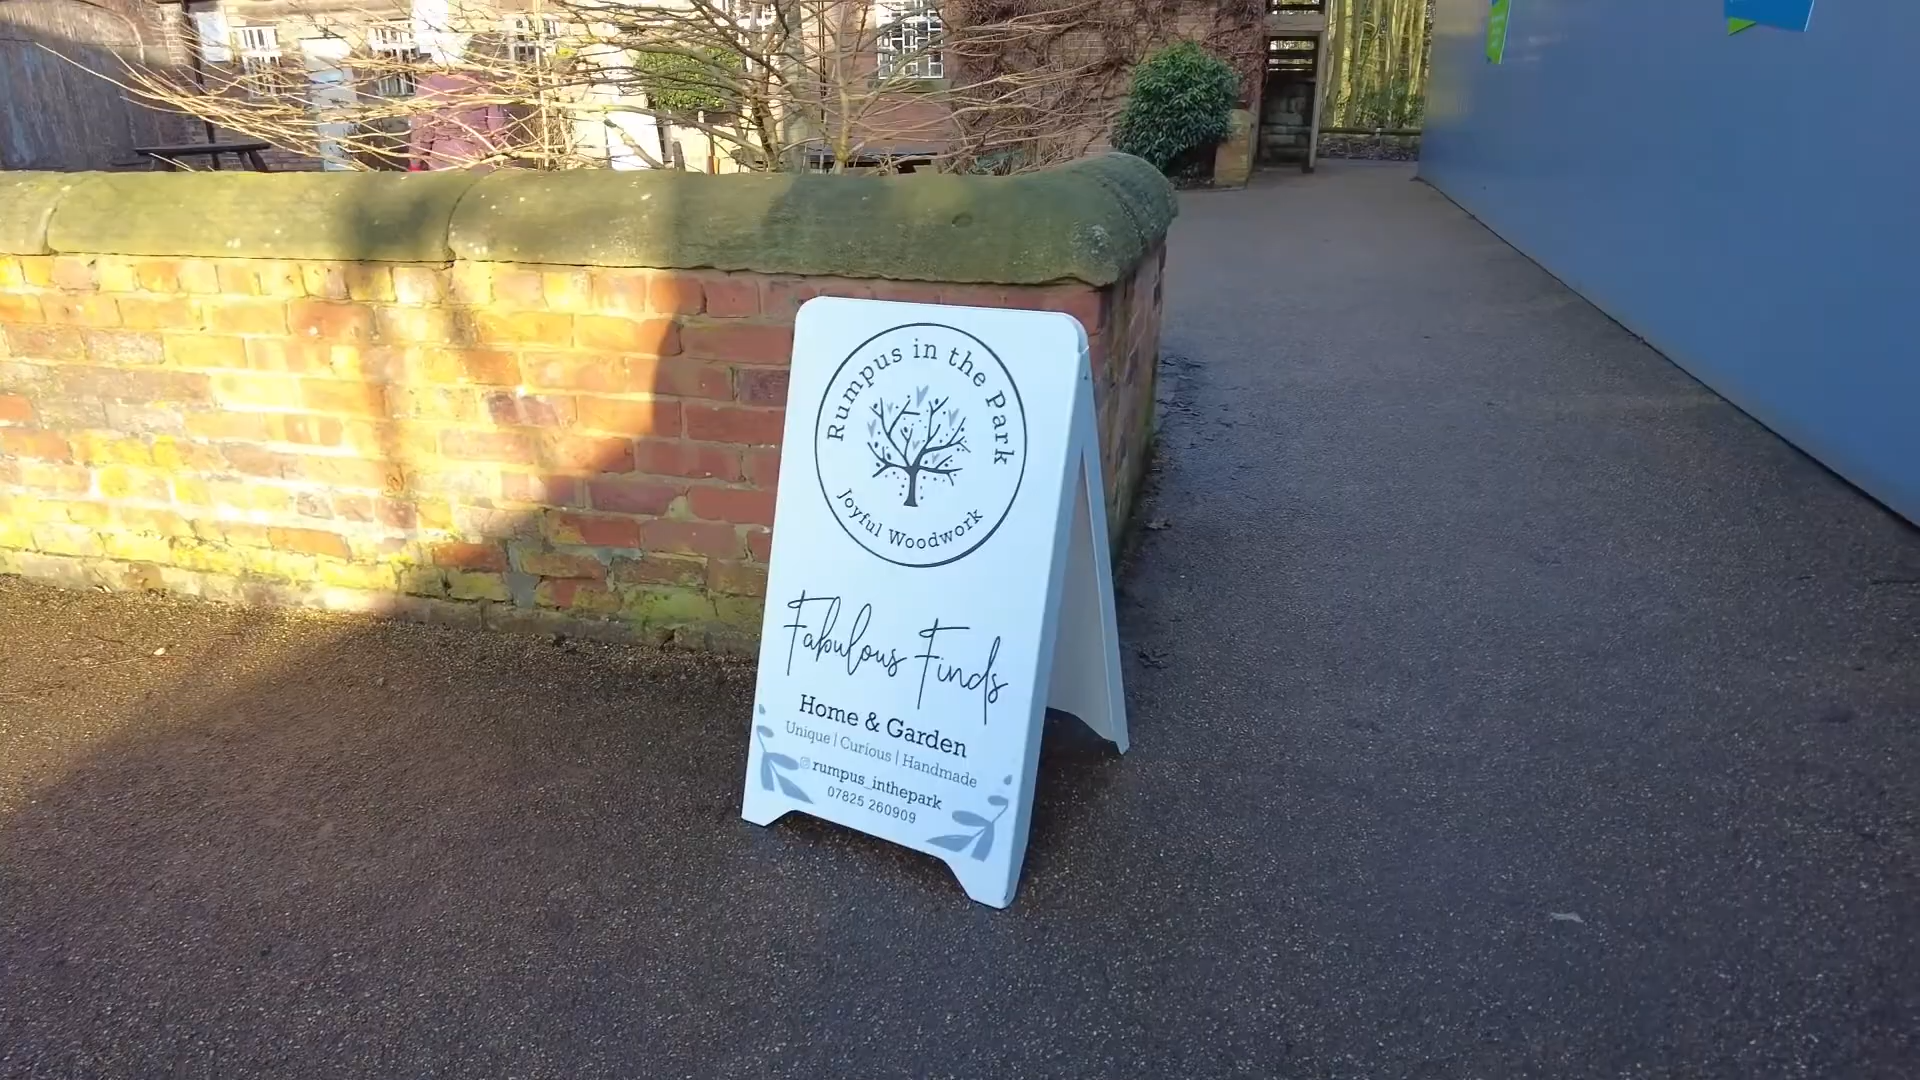 Rumpus in the Park
Joyful Woodwork
Fabulous Finds
Home & Garden
Unique | Curious | Handmade
rumpus_inthepark
07825 260909